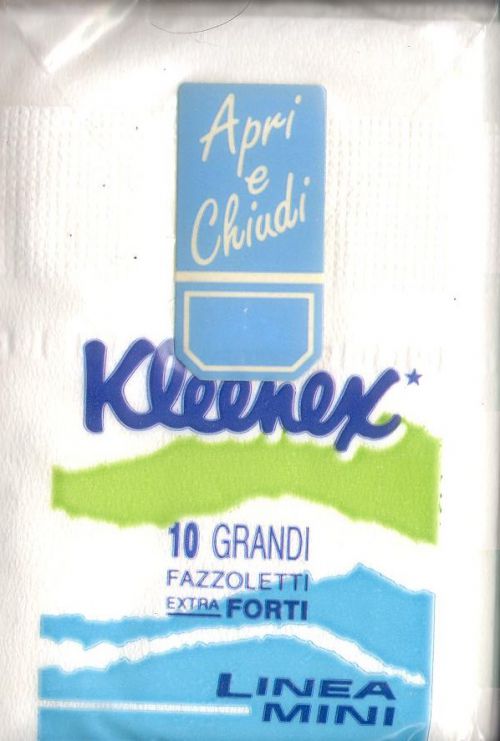 Apri
e
Chiudi
Kleenex*
10 GRANDI
FAZZOLETTI
EXTRA FORTI
LINEA
MINI